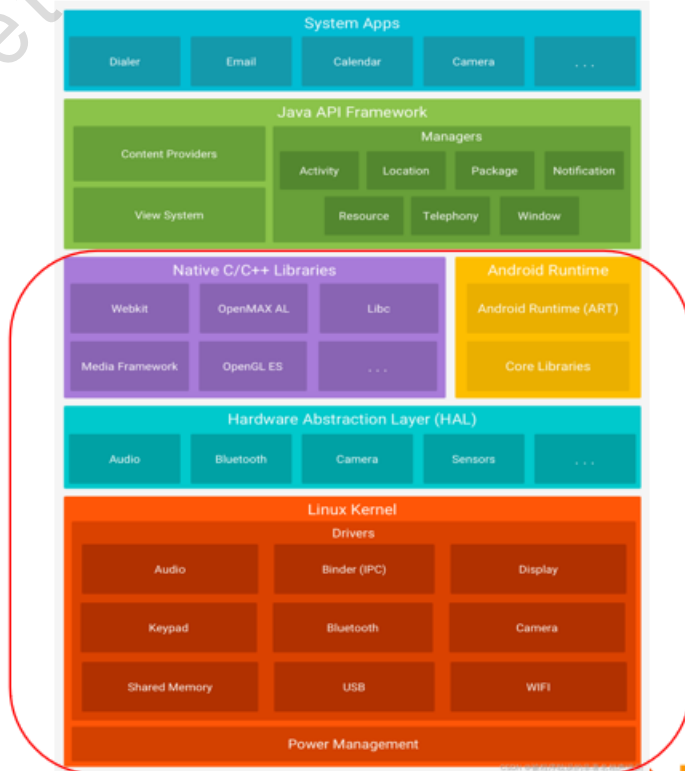 System Apps
Dialer Email Calendar Camera . . .
Java API Framework
Content Providers
View System
Managers
Activity Location Package Notification
Resource Telephony Window
Native C/C++ Libraries
Webkit OpenMAX AL Libc
Media Framework OpenGL ES . . .
Android Runtime
Android Runtime (ART)
Core Libraries
Hardware Abstraction Layer (HAL)
Audio Bluetooth Camera Sensors . . .
Linux Kernel
Drivers
Audio Binder (IPC) Display
Keypad Bluetooth Camera
Shared Memory USB WIFI
Power Management